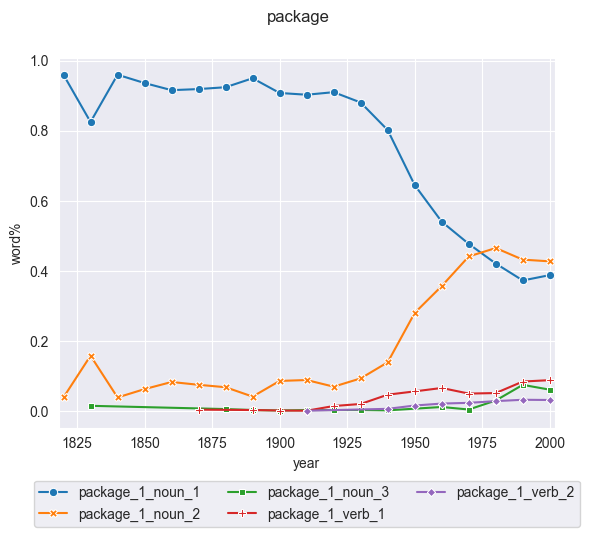 package
1.0
0.8
0.6
0.4
0.2
0.0
word%
1825 1850 1875 1900 1925 1950 1975 2000
year
package_1_noun_1 package_1_noun_3 package_1_verb_2
package_1_noun_2 package_1_verb_1